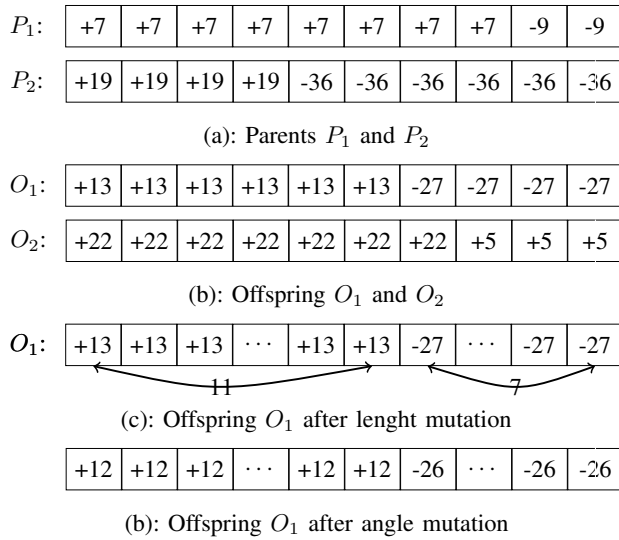 P1: +7 +7 +7 +7 +7 +7 +7 +7 -9 -9
P2: +19 +19 +19 +19 -36 -36 -36 -36 -36 -36
(a): Parents P1 and P2
O1: +13 +13 +13 +13 +13 +13 -27 -27 -27 -27
O2: +22 +22 +22 +22 +22 +22 +22 +5 +5 +5
(b): Offspring O1 and O2
O1: +13 +13 +13 ··· +13 +13 -27 ··· -27 -27
11 7
(c): Offspring O1 after lenght mutation
+12 +12 +12 ··· +12 +12 -26 ··· -26 -26
(b): Offspring O1 after angle mutation